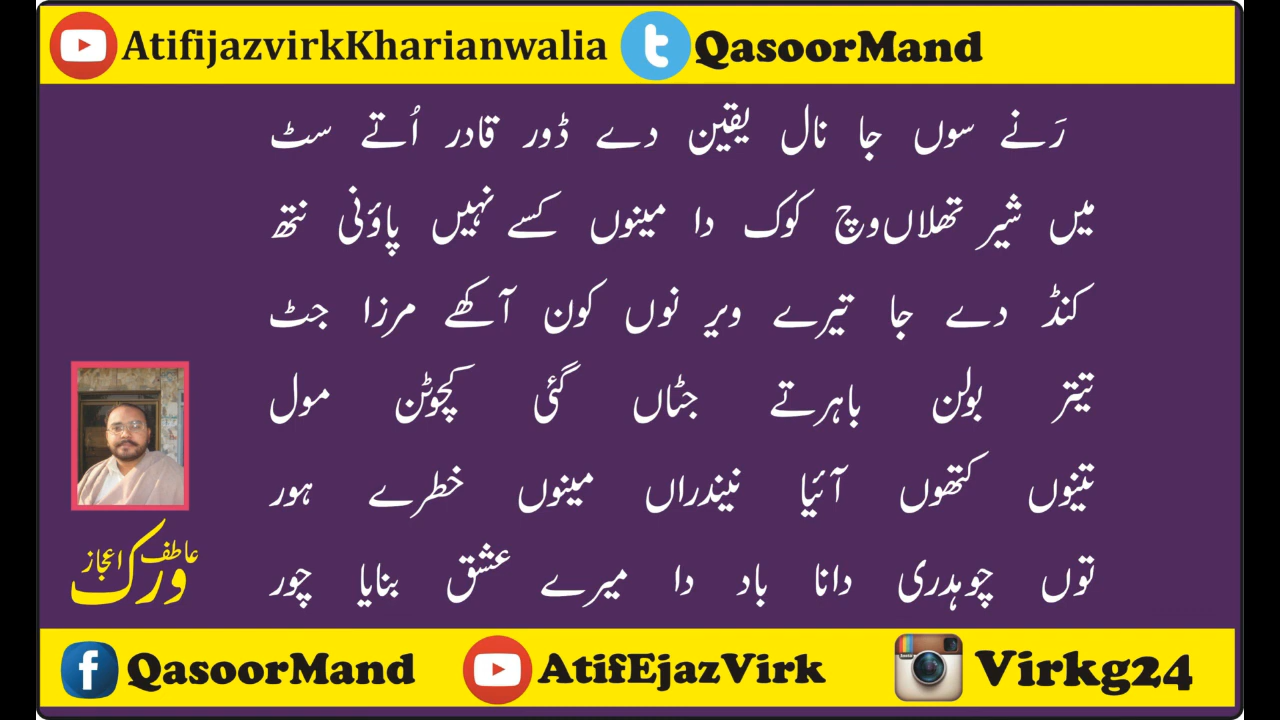 AtifijazvirkKharianwalia QasoorMand
رَنے سوں جا نال یقین دے ڈور قادر اُتے سٹ
میں شیر تھلاں وچ کوک دا مینوں کسے نہیں پاؤنی نتھ
کنڈ دے جا تیرے ویر نوں کون آکھے مرزا جٹ
تیتر بولن باہرتے جٹاں گئی کچوٹن مول
تینوں کتھوں آئیا نیندراں مینوں خطرے ہور
توں چوہدری دانا باد دا میرے عشق بنایا چور
عاطف اعجاز ورک
QasoorMand AtifEjazVirk Virkg24